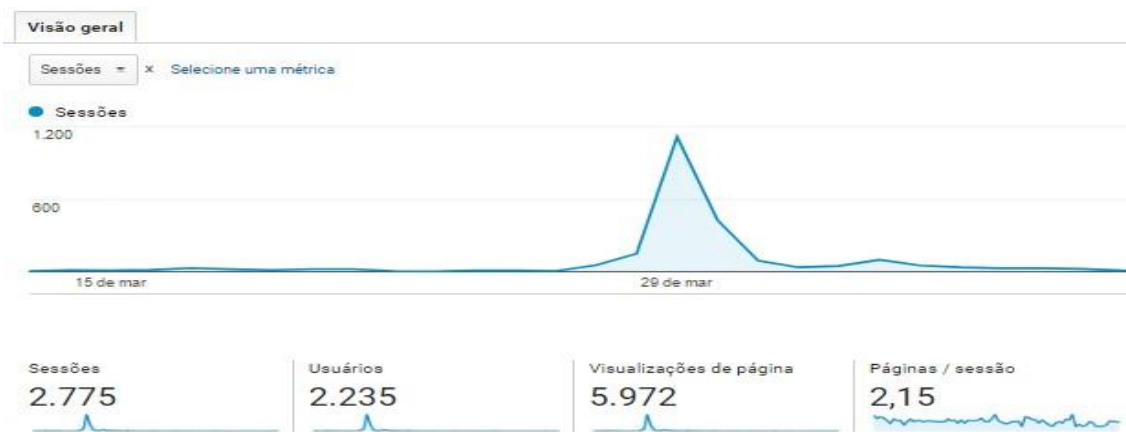 Visão geral
Sessões × Selecione uma métrica
Sessões
1.200
600
15 de mar 29 de mar
Sessões Usuários Visualizações de página Páginas / sessão
2.775 2.235 5.972 2,15